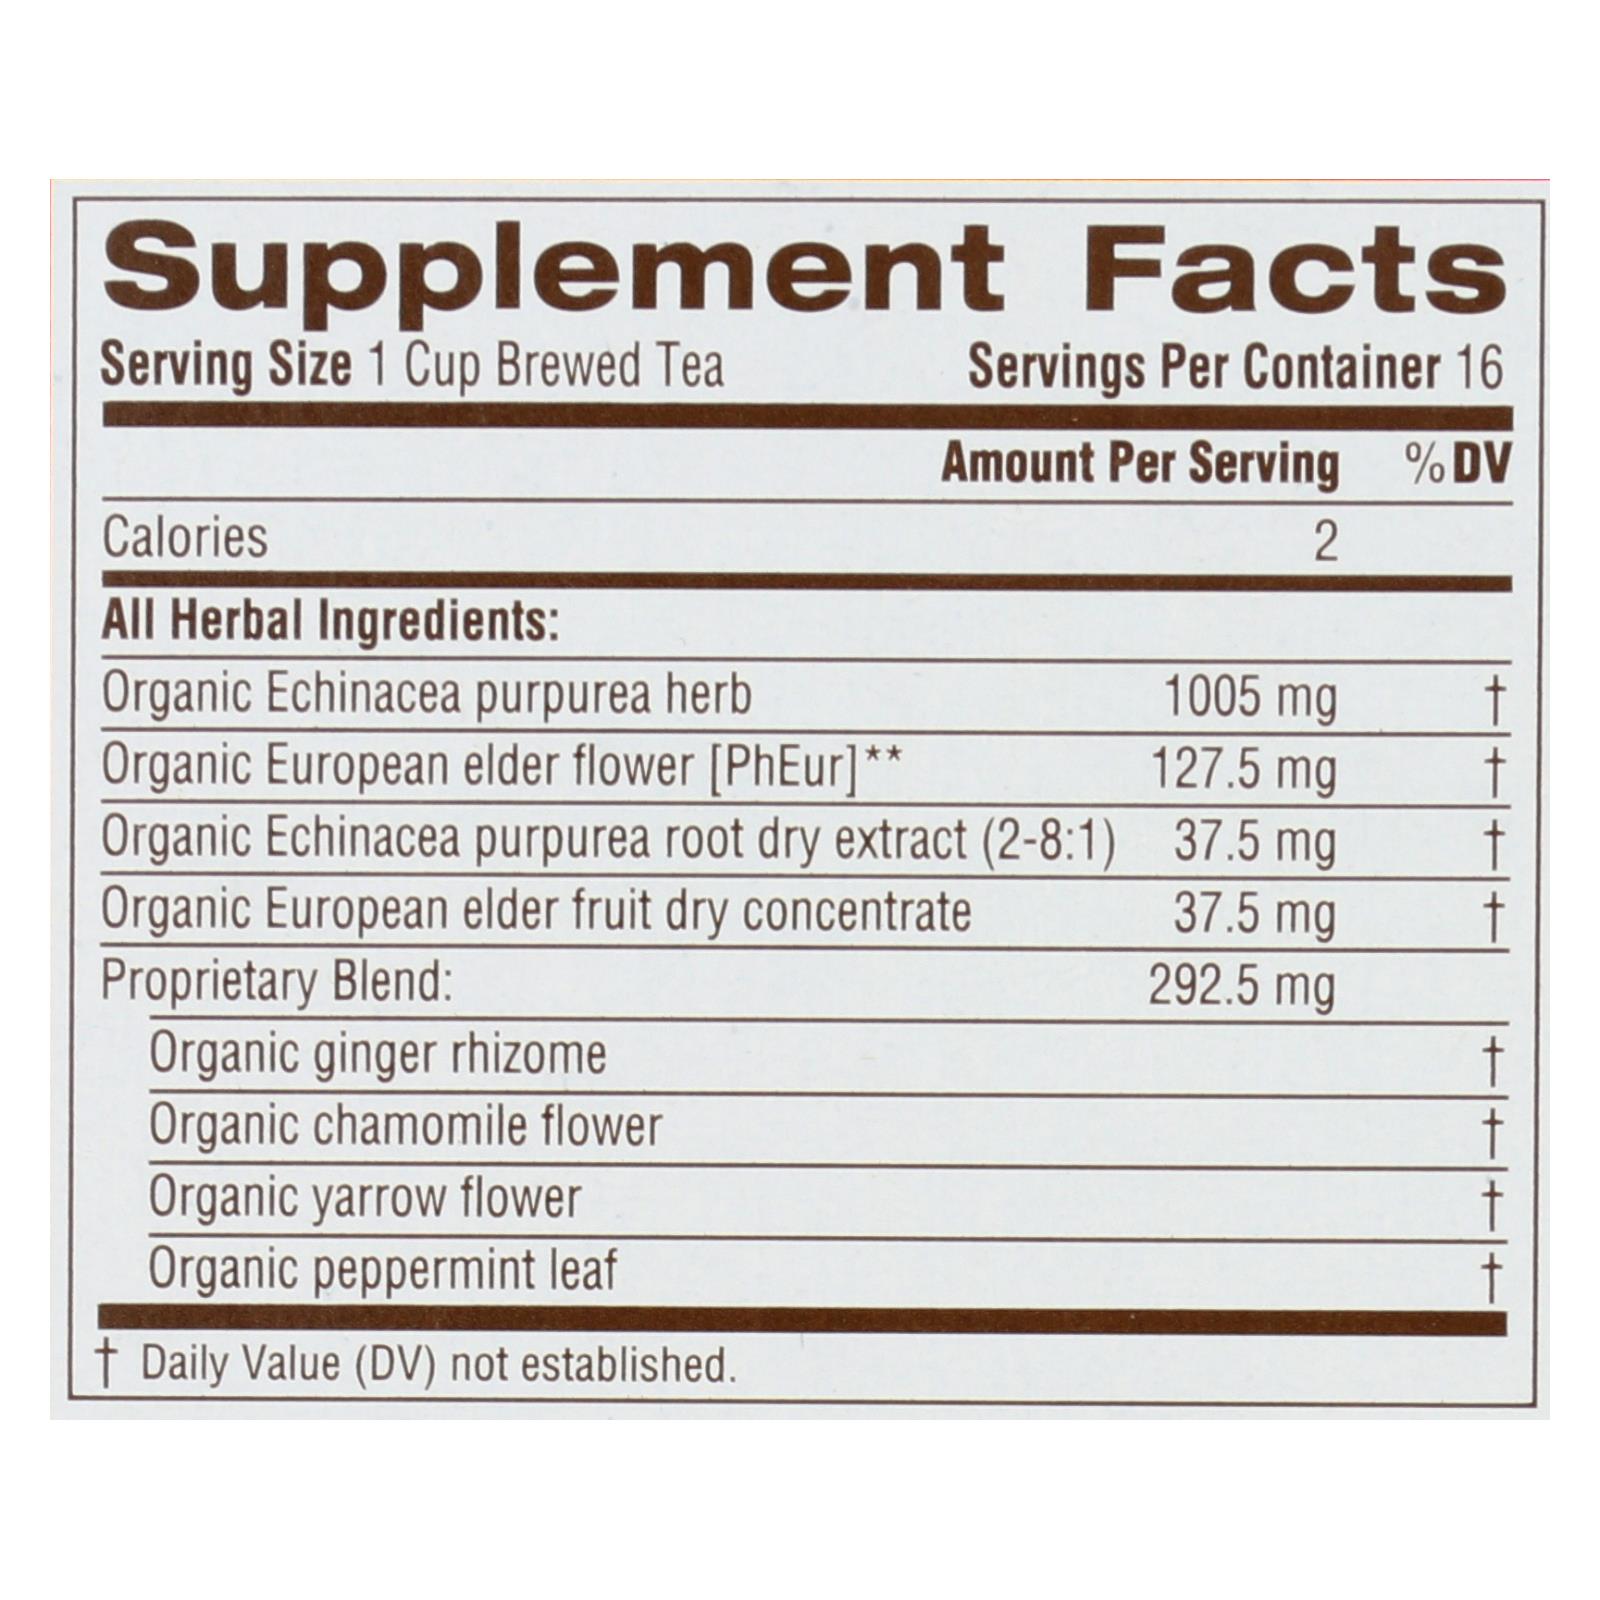 Supplement Facts
Serving Size 1 Cup Brewed Tea Servings Per Container 16
Amount Per Serving % DV
Calories 2
All Herbal Ingredients:
Organic Echinacea purpurea herb 1005 mg †
Organic European elder flower [PhEur]** 127.5 mg †
Organic Echinacea purpurea root dry extract (2-8:1) 37.5 mg †
Organic European elder fruit dry concentrate 37.5 mg †
Proprietary Blend: 292.5 mg
Organic ginger rhizome †
Organic chamomile flower †
Organic yarrow flower †
Organic peppermint leaf †
† Daily Value (DV) not established.